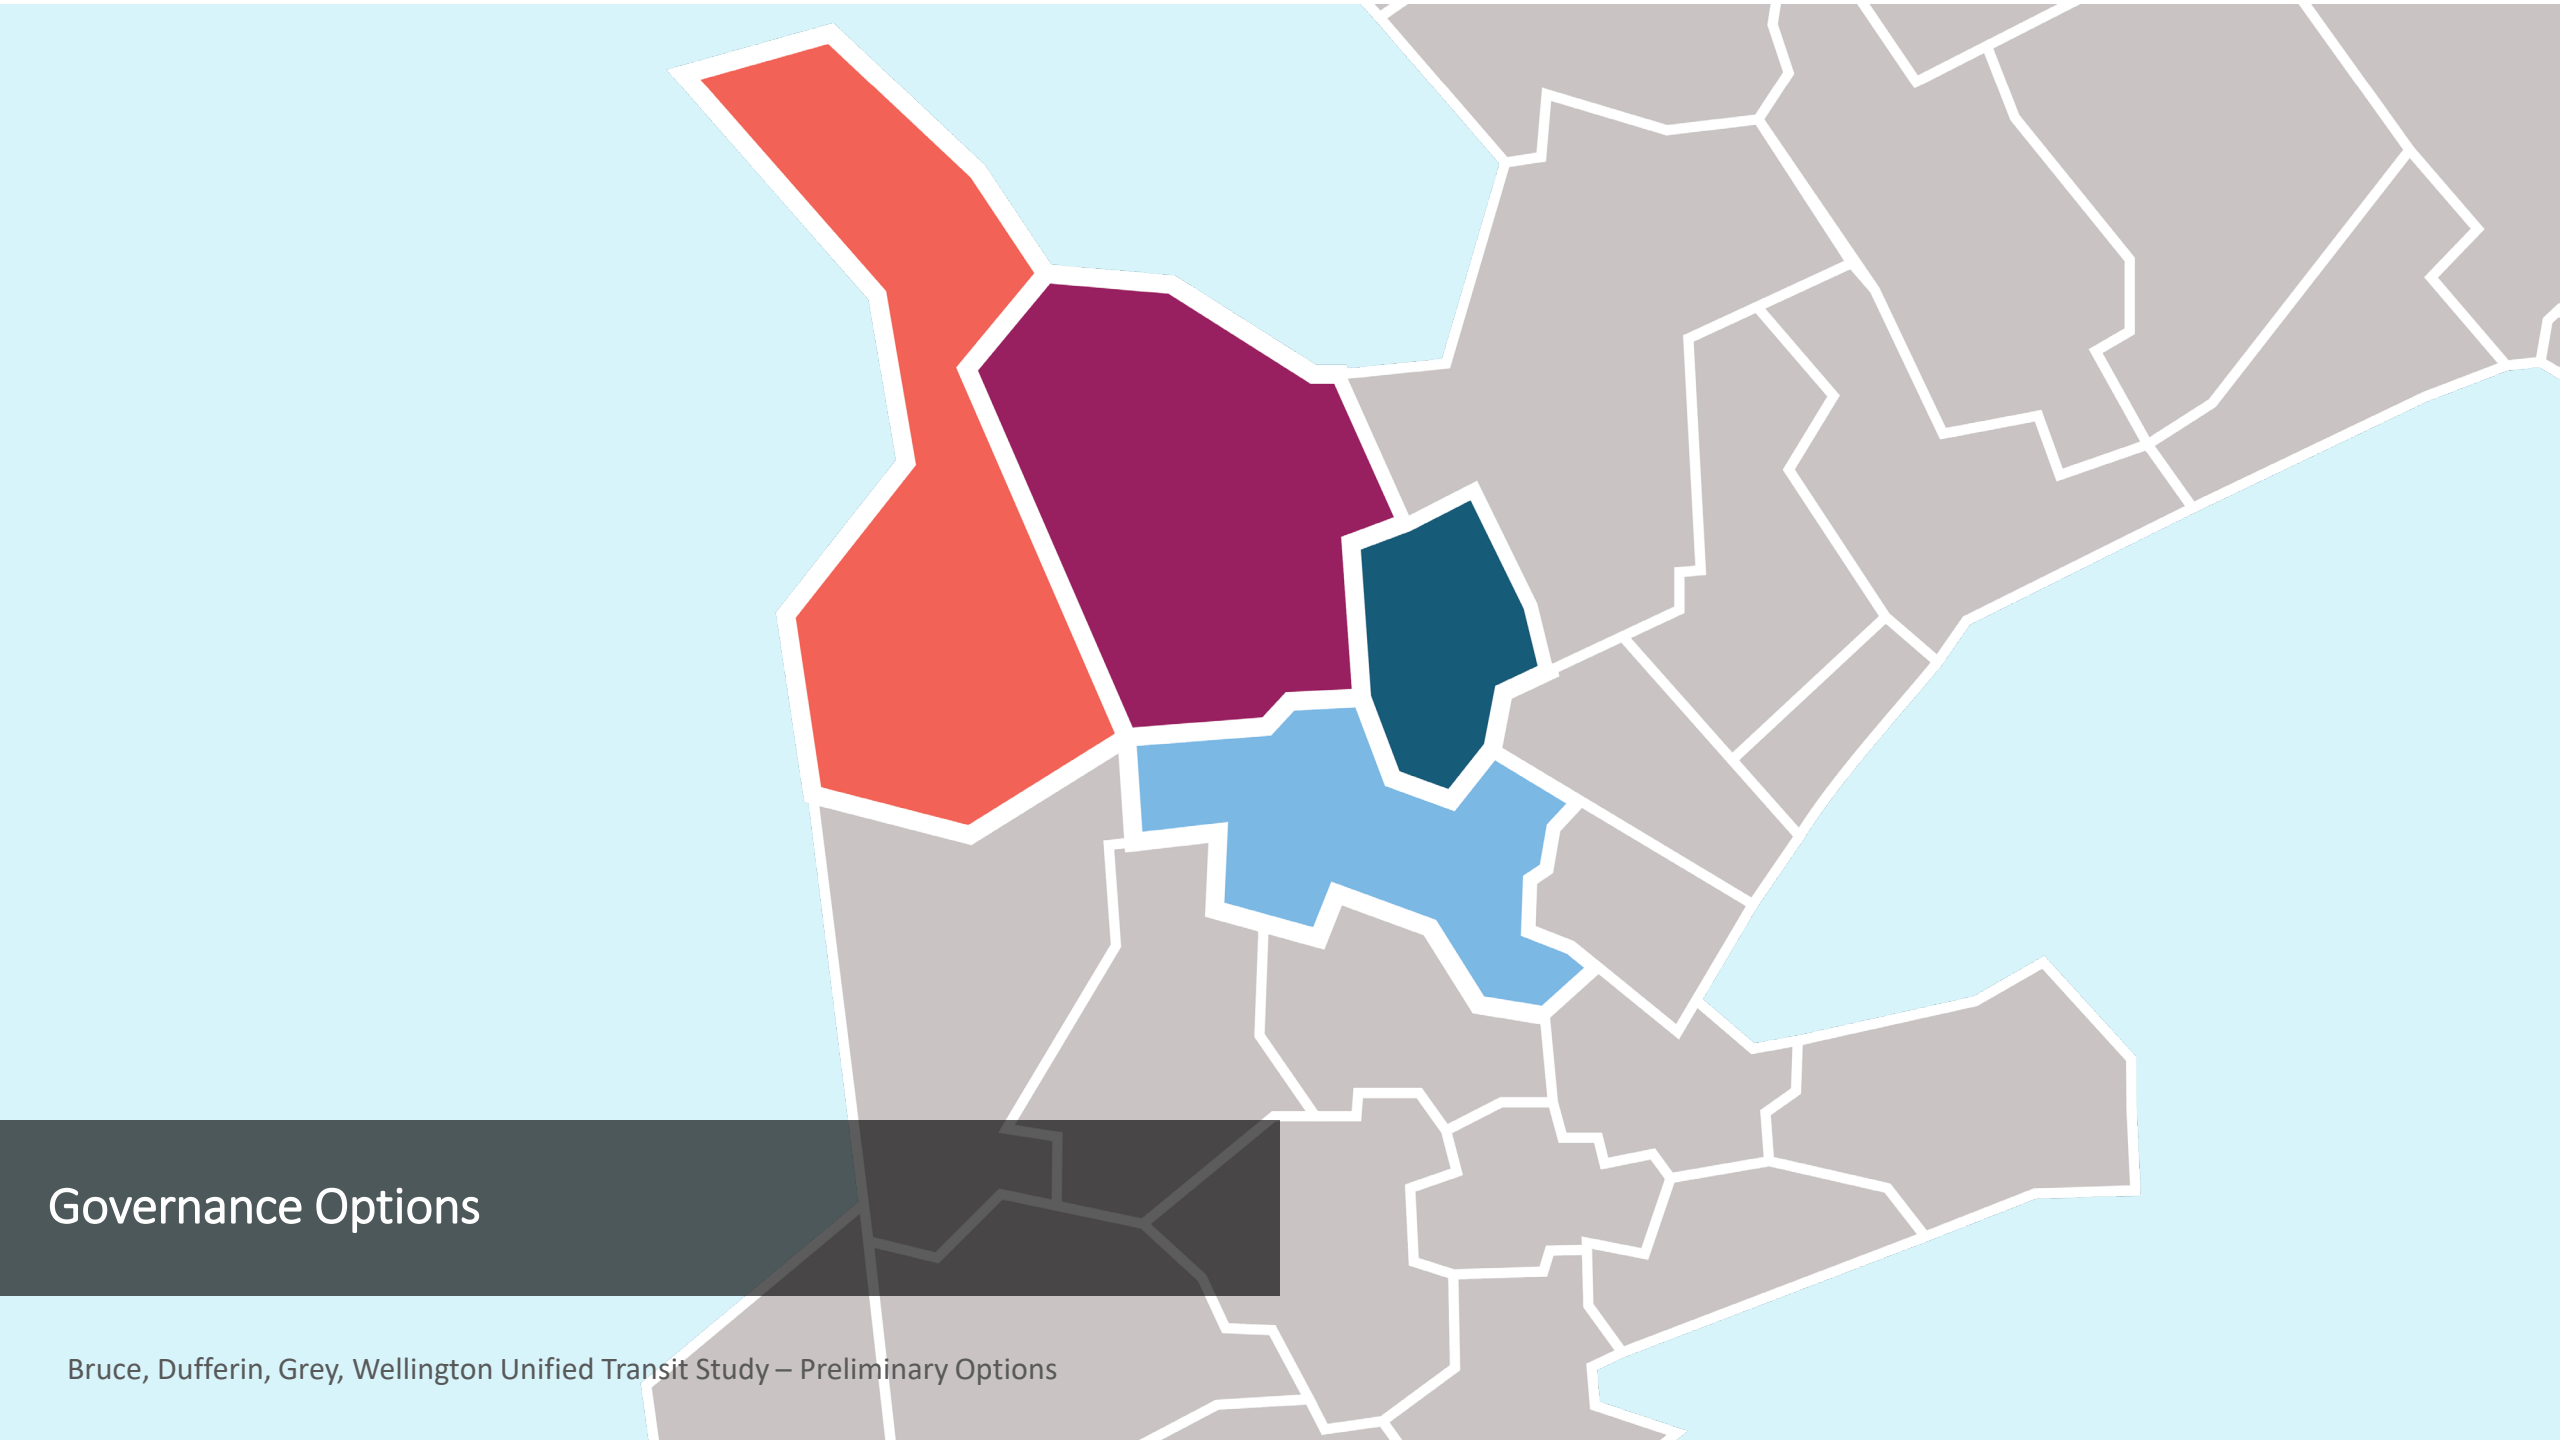 Governance Options
Bruce, Dufferin, Grey, Wellington Unified Transit Study – Preliminary Options